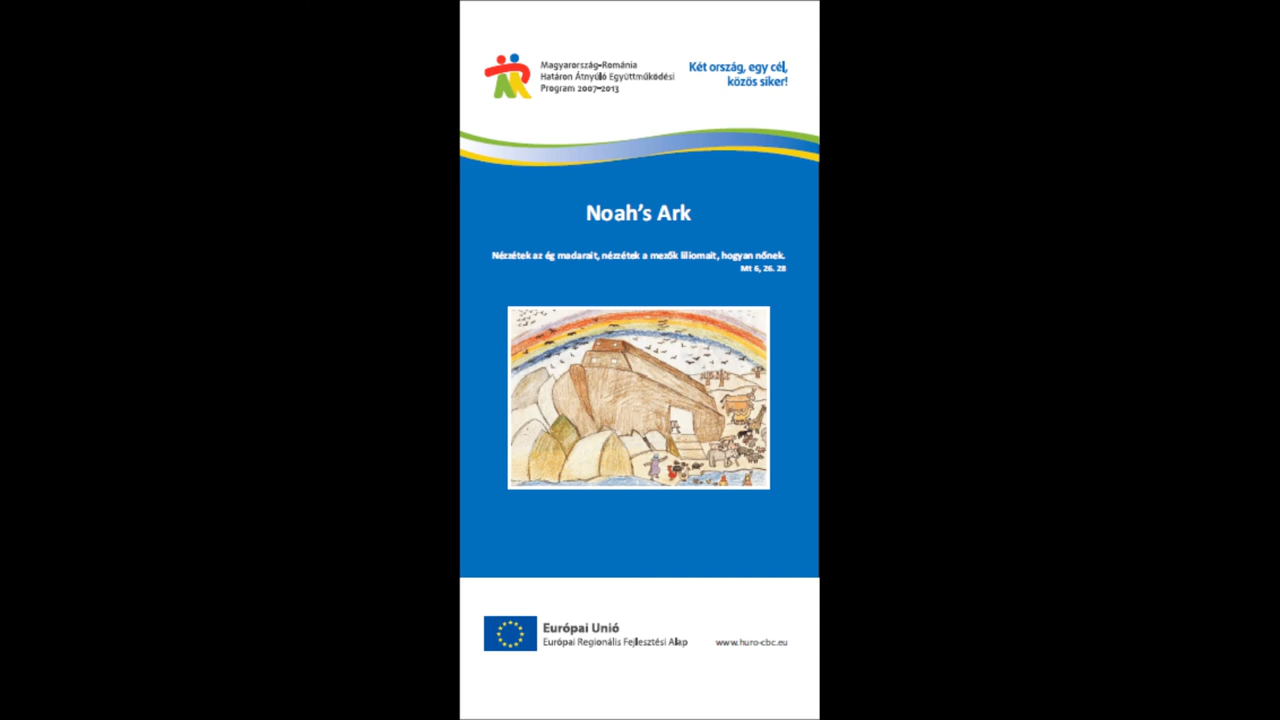 Magyarország-Románia
Határon Átnyúló Együttműködési
Program 2007-2013
Két ország, egy cél,
közös siker!
Noah's Ark
Nézzétek az ég madarait, nézzétek a mezők liliomait, hogyan nőnek.
Mt 6, 26. 28
Európai Unió
Európai Regionális Fejlesztési Alap
www.huro-cbc.eu